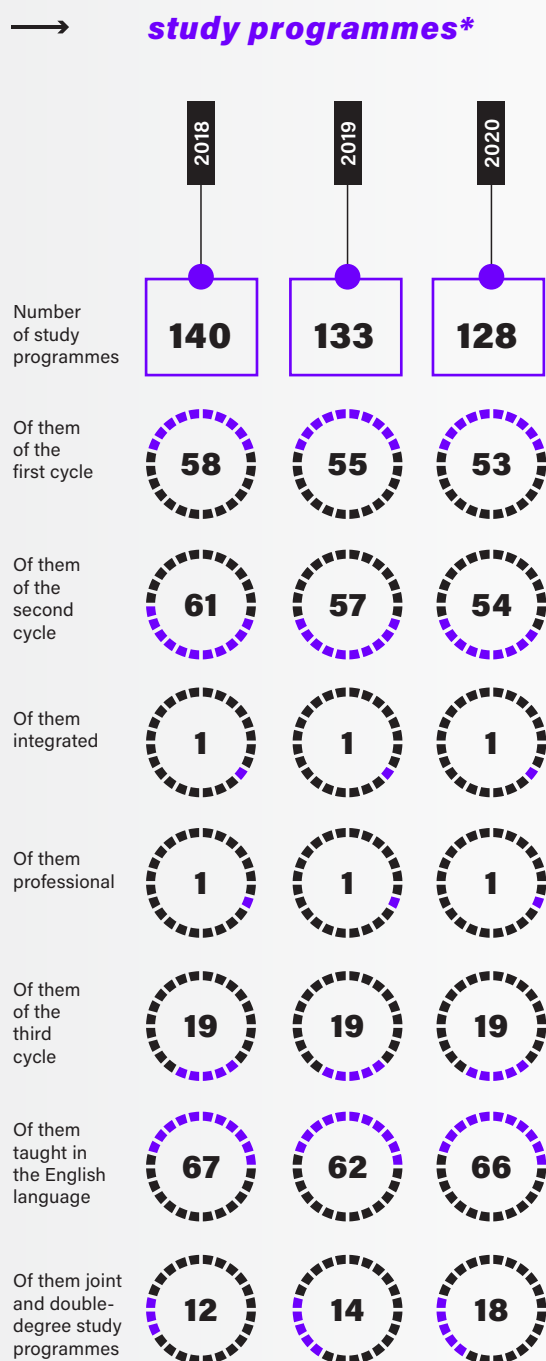 study programmes*
2018
2019
2020
Number
of study
programmes
140
133
128
Of them
of the
first cycle
58
55
53
Of them
of the
second
cycle
61
57
54
Of them
integrated
1
1
1
Of them
professional
1
1
1
Of them
of the
third
cycle
19
19
19
Of them
taught in
the English
language
67
62
66
Of them joint
and double-
degree study
programmes
12
14
18